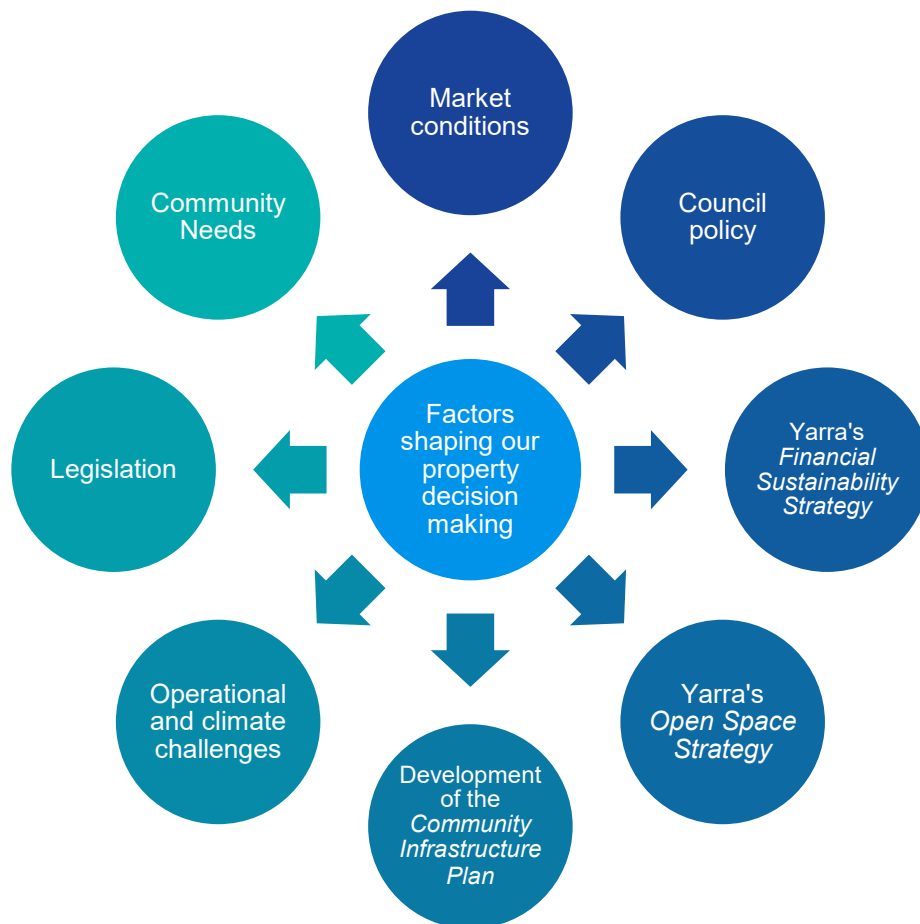 Market
conditions
Council
policy
Yarra's
Financial
Sustainability
Strategy
Yarra's
Open Space
Strategy
Development
of the
Community
Infrastructure
Plan
Operational
and climate
challenges
Legislation
Community
Needs
Factors
shaping our
property
decision
making